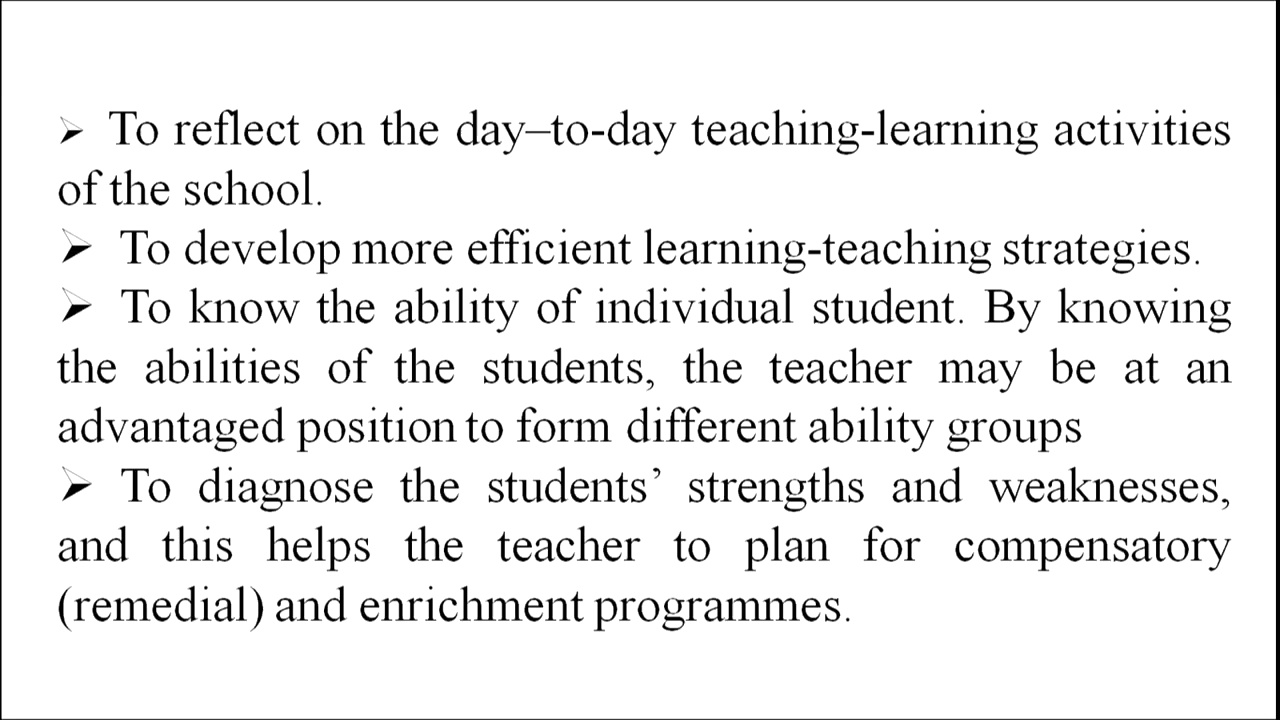 ➢ To reflect on the day–to-day teaching-learning activities
of the school.
➢ To develop more efficient learning-teaching strategies.
➢ To know the ability of individual student. By knowing
the abilities of the students, the teacher may be at an
advantaged position to form different ability groups
➢ To diagnose the students’ strengths and weaknesses,
and this helps the teacher to plan for compensatory
(remedial) and enrichment programmes.